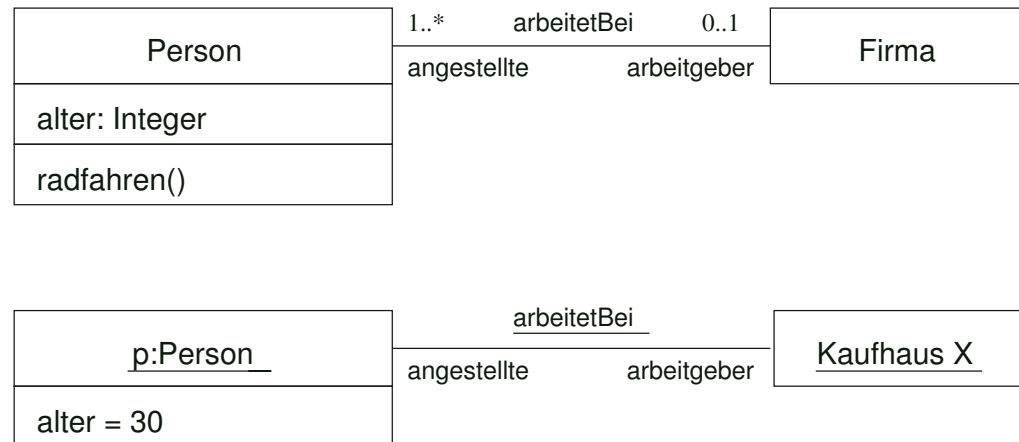 1..* arbeitetBei 0..1
Person Firma
angestellte arbeitgeber
alter: Integer
radfahren()
arbeitetBei
p:Person Kaufhaus X
angestellte arbeitgeber
alter = 30